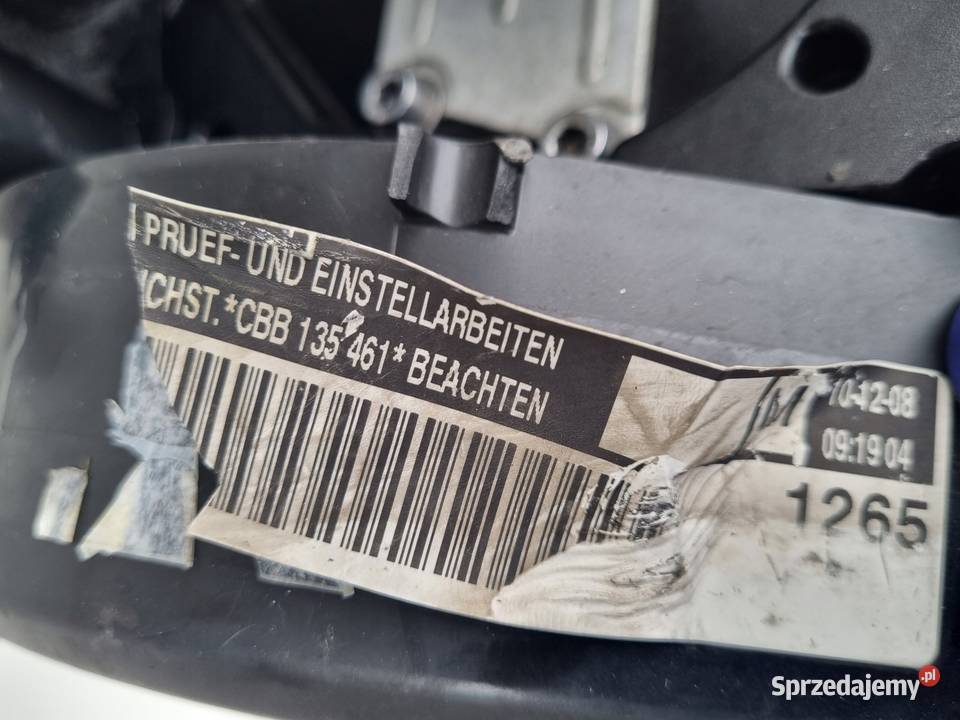 PRUEF- UND EINSTELLARBEITEN
CHST. *CBB 135 461* BEACHTEN
10-12-08
09:19 04
1265
Sprzedajemy.pl